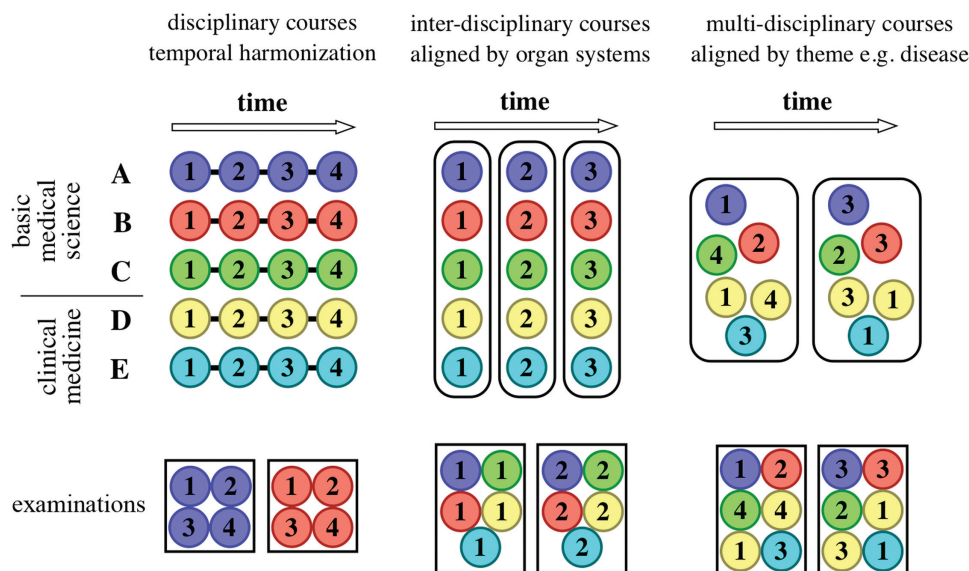 disciplinary courses
temporal harmonization
inter-disciplinary courses
aligned by organ systems
multi-disciplinary courses
aligned by theme e.g. disease
time
time
time
basic
medical
science
clinical
medicine
A
1 2 3 4
1 2 3
B
1 2 3 4
1 2 3
C
1 2 3 4
1 2 3
D
1 2 3 4
1 2 3
E
1 2 3 4
1 2 3
1
4 2
1 4
3
3
2 3
3 1
1
examinations
1 2
3 4
1 2
3 4
1 1
1 1
1
2 2
2 2
2
1 2
4 4
1 3
3 3
2 1
3 1